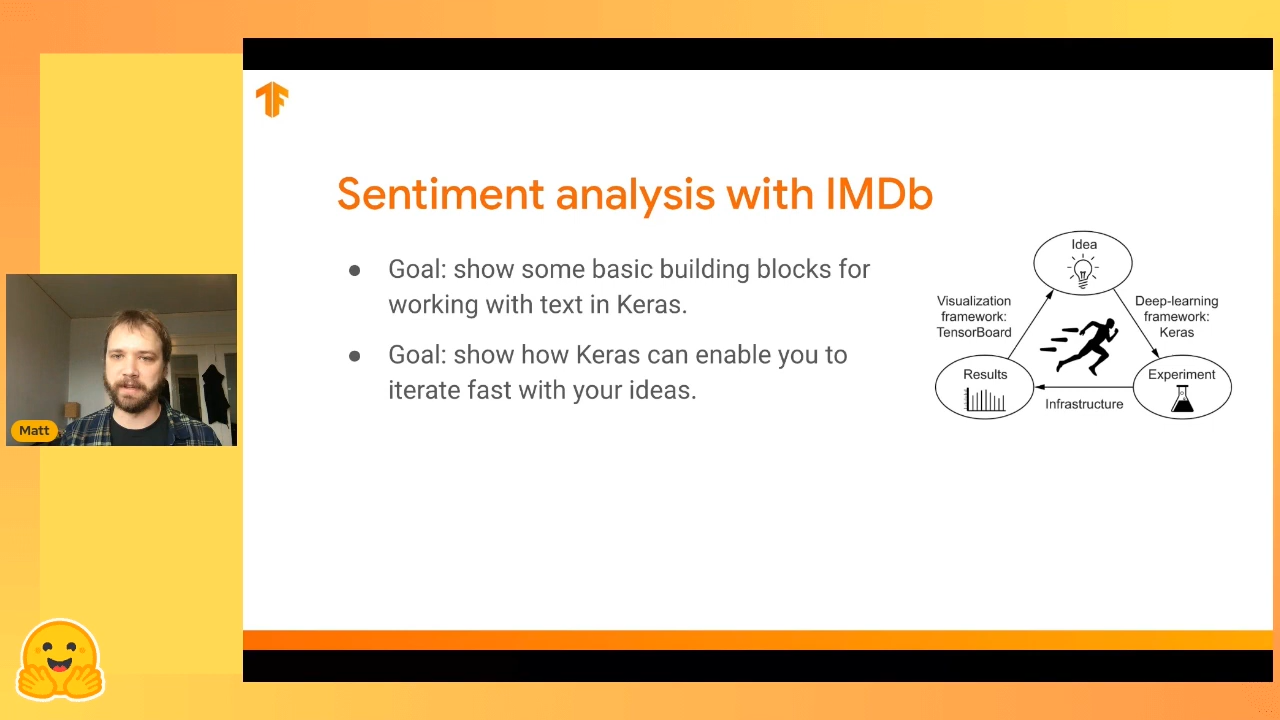 Sentiment analysis with IMDb
● Goal: show some basic building blocks for
working with text in Keras.
● Goal: show how Keras can enable you to
iterate fast with your ideas.
Idea
Visualization
framework:
TensorBoard
Deep-learning
framework:
Keras
Results
Experiment
Infrastructure
Matt